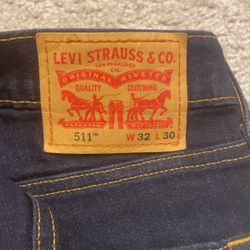 LEVI STRAUSS & CO.
SAN FRANCISCO
CAL.
ORIGINAL RIVETED
QUALITY CLOTHING
511™ W 32 L 30